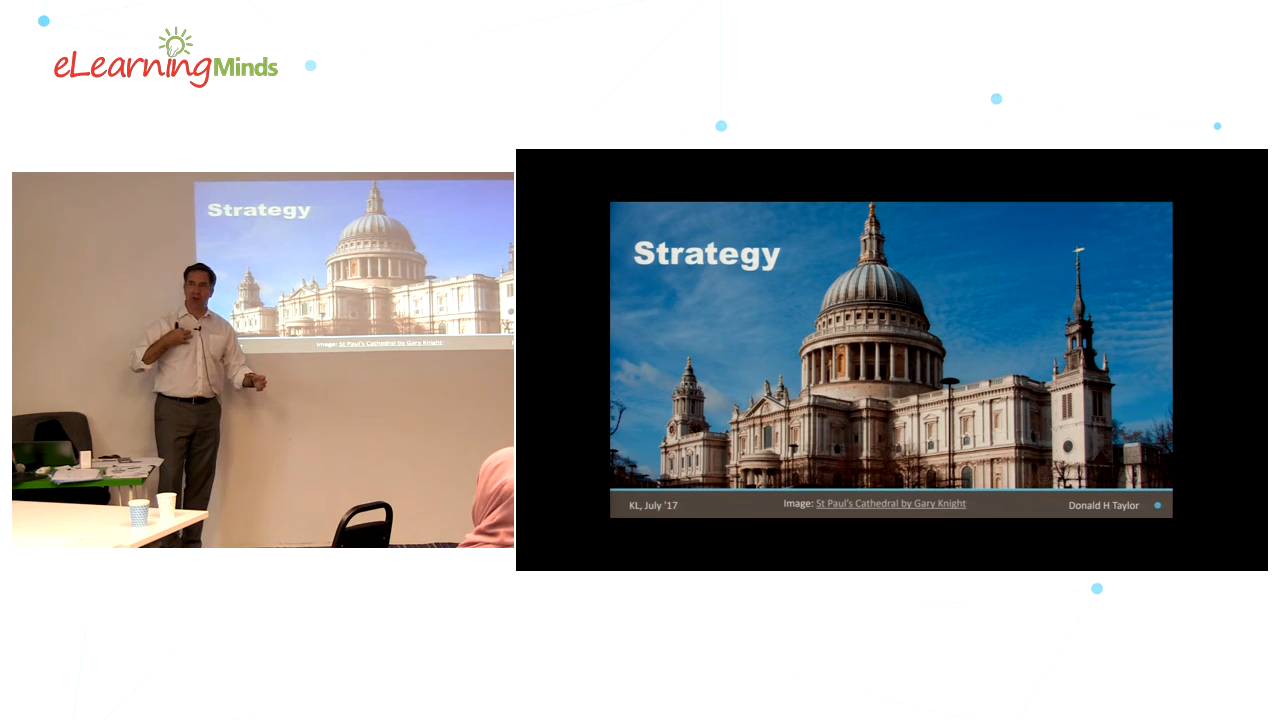 eLearningMinds
Strategy
Image: St Paul's Cathedral by Gary Knight
Strategy
KL, July '17
Image: St Paul's Cathedral by Gary Knight
Donald H Taylor